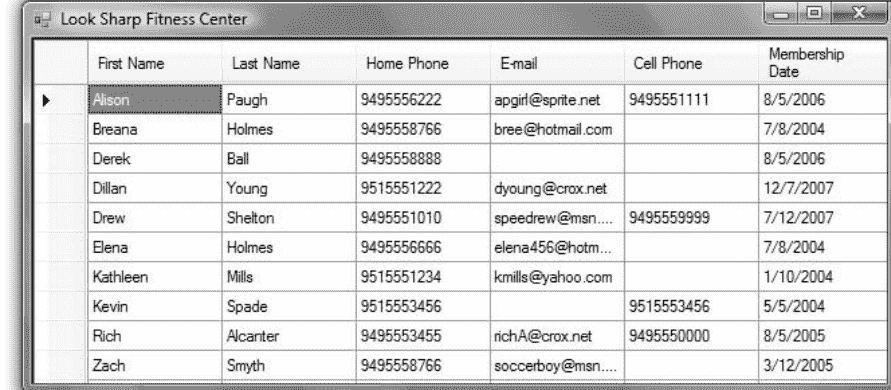 Look Sharp Fitness Center
First Name Last Name Home Phone E-mail Cell Phone Membership Date
Alison Paugh 9495556222 apgirl@sprite.net 9495551111 8/5/2006
Breana Holmes 9495558766 bree@hotmail.com 7/8/2004
Derek Ball 9495558888 8/5/2006
Dillan Young 9515551222 dyoung@crox.net 12/7/2007
Drew Shelton 9495551010 speedrew@msn.... 9495559999 7/12/2007
Elena Holmes 9495556666 elena456@hotm... 7/8/2004
Kathleen Mills 9515551234 kmills@yahoo.com 1/10/2004
Kevin Spade 9515553456 9515553456 5/5/2004
Rich Alcanter 9495553455 richA@crox.net 9495550000 8/5/2005
Zach Smyth 9495558766 soccerboy@msn.... 3/12/2005